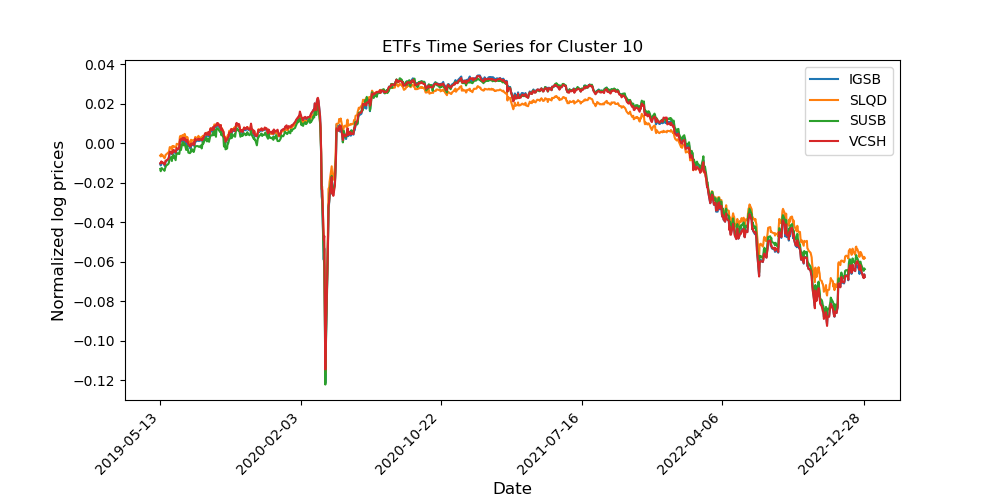 ETFs Time Series for Cluster 10
Normalized log prices
0.04
0.02
0.00
−0.02
−0.04
−0.06
−0.08
−0.10
−0.12
IGSB
SLQD
SUSB
VCSH
2019-05-13
2020-02-03
2020-10-22
2021-07-16
2022-04-06
2022-12-28
Date